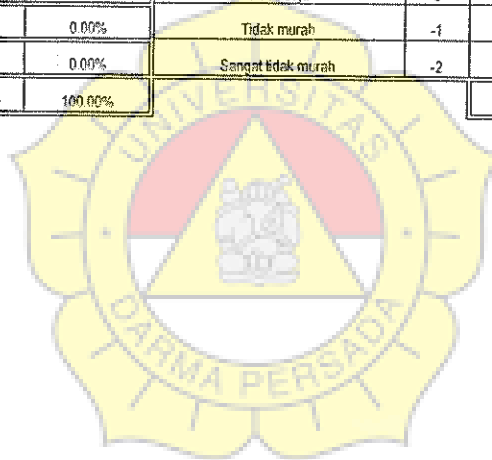 0.00% Tidak murah -1
0.00% Sangat tidak murah -2
100.00%
UNIVERSITAS
DARMA PERSADA